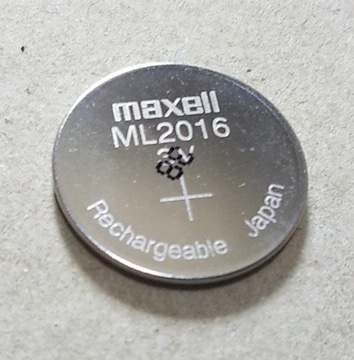 maxell
ML2016
+
Rechargeable Japan